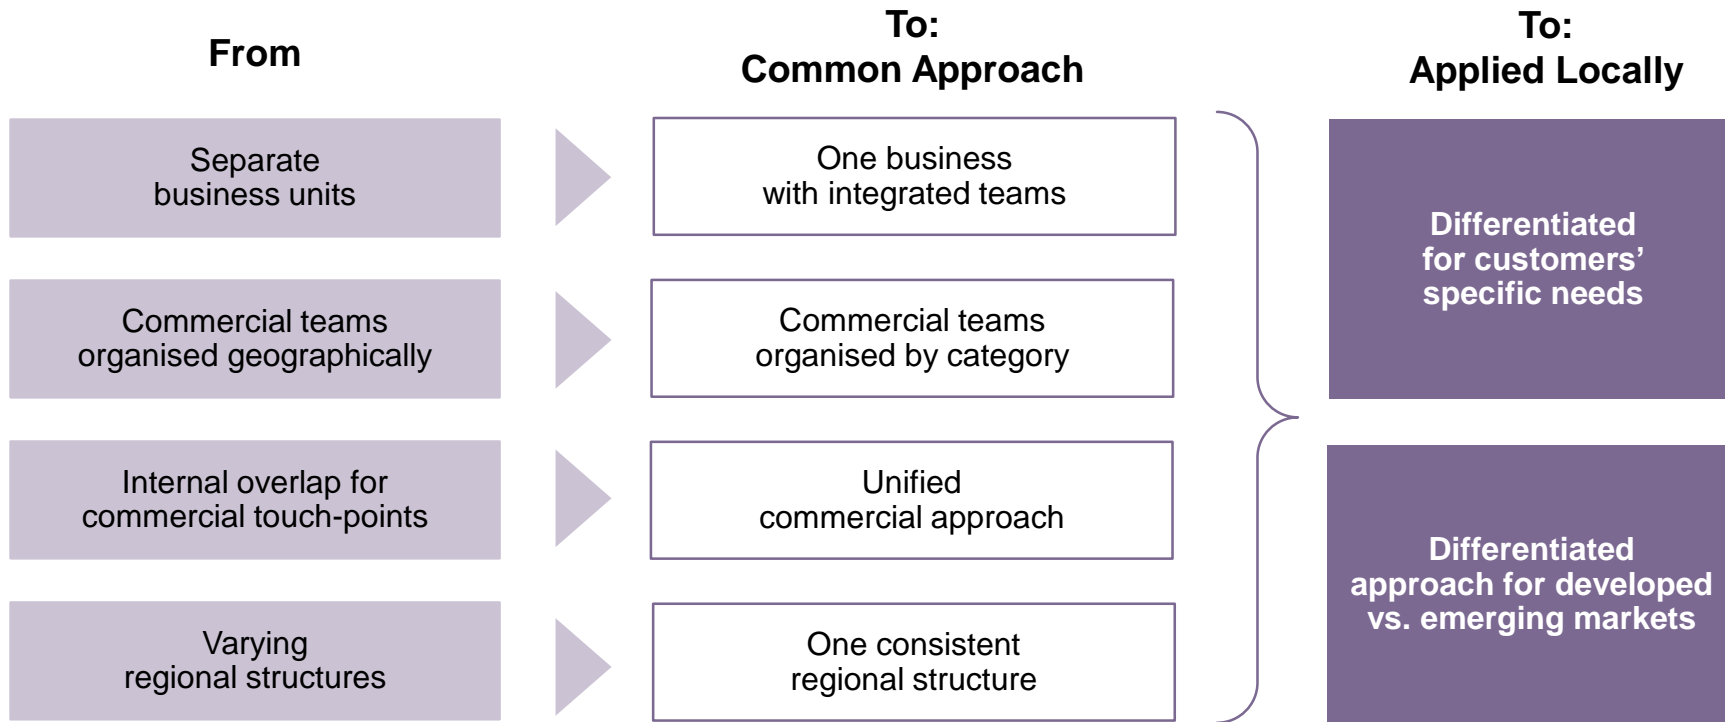 From
To:
Common Approach
To:
Applied Locally
Separate
business units
One business
with integrated teams
Commercial teams
organised geographically
Commercial teams
organised by category
Internal overlap for
commercial touch-points
Unified
commercial approach
Varying
regional structures
One consistent
regional structure
Differentiated
for customers’
specific needs
Differentiated
approach for developed
vs. emerging markets